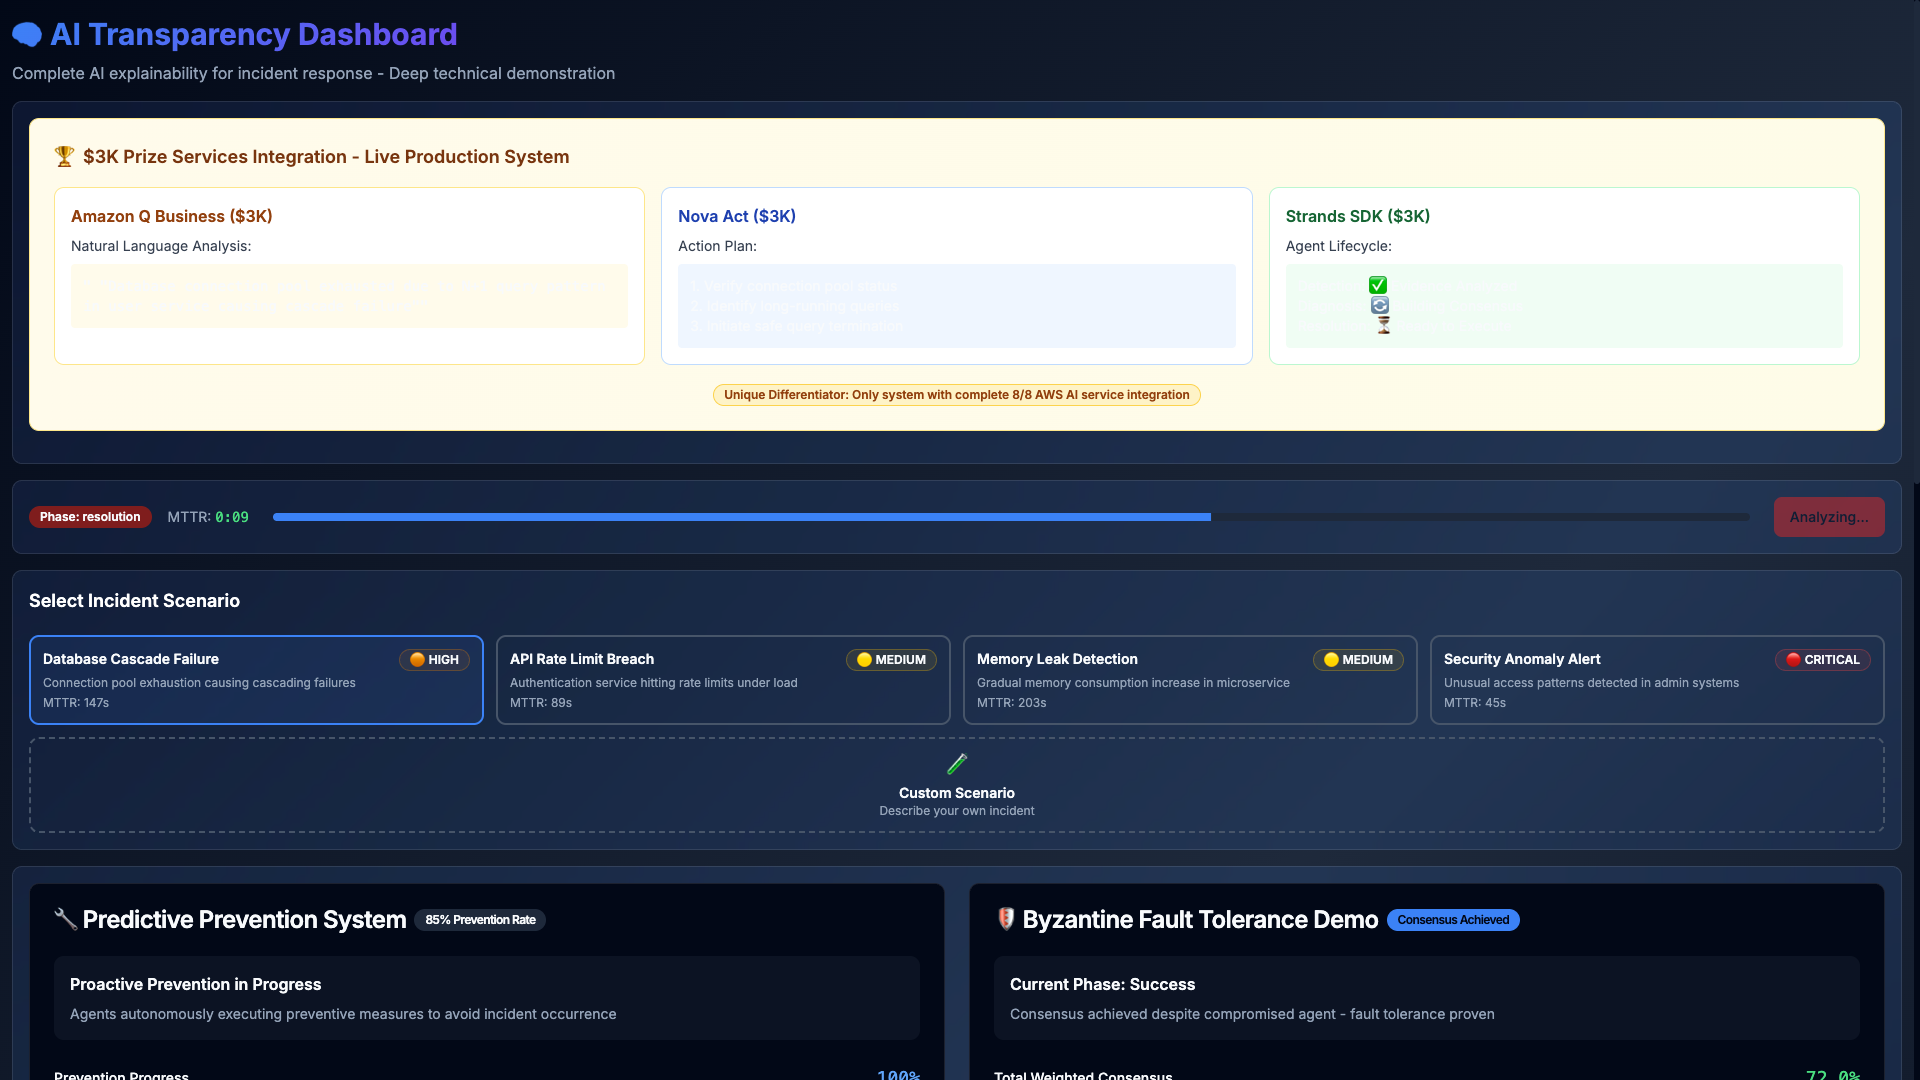 AI Transparency Dashboard
Complete AI explainability for incident response - Deep technical demonstration
$3K Prize Services Integration - Live Production System
Amazon Q Business ($3K)
Natural Language Analysis:
Nova Act ($3K)
Action Plan:
1. Verify connection pool status
2. Identify long-running queries
3. Initiate safe query termination
Strands SDK ($3K)
Agent Lifecycle:
Unique Differentiator: Only system with complete 8/8 AWS AI service integration
Phase: resolution
MTTR: 0:09
Analyzing...
Select Incident Scenario
Database Cascade Failure
HIGH
Connection pool exhaustion causing cascading failures
MTTR: 147s
API Rate Limit Breach
MEDIUM
Authentication service hitting rate limits under load
MTTR: 89s
Memory Leak Detection
MEDIUM
Gradual memory consumption increase in microservice
MTTR: 203s
Security Anomaly Alert
CRITICAL
Unusual access patterns detected in admin systems
MTTR: 45s
Custom Scenario
Describe your own incident
Predictive Prevention System
85% Prevention Rate
Proactive Prevention in Progress
Agents autonomously executing preventive measures to avoid incident occurrence
Prevention Progress
100%
Byzantine Fault Tolerance Demo
Consensus Achieved
Current Phase: Success
Consensus achieved despite compromised agent - fault tolerance proven
Total Weighted Consensus
72.0%